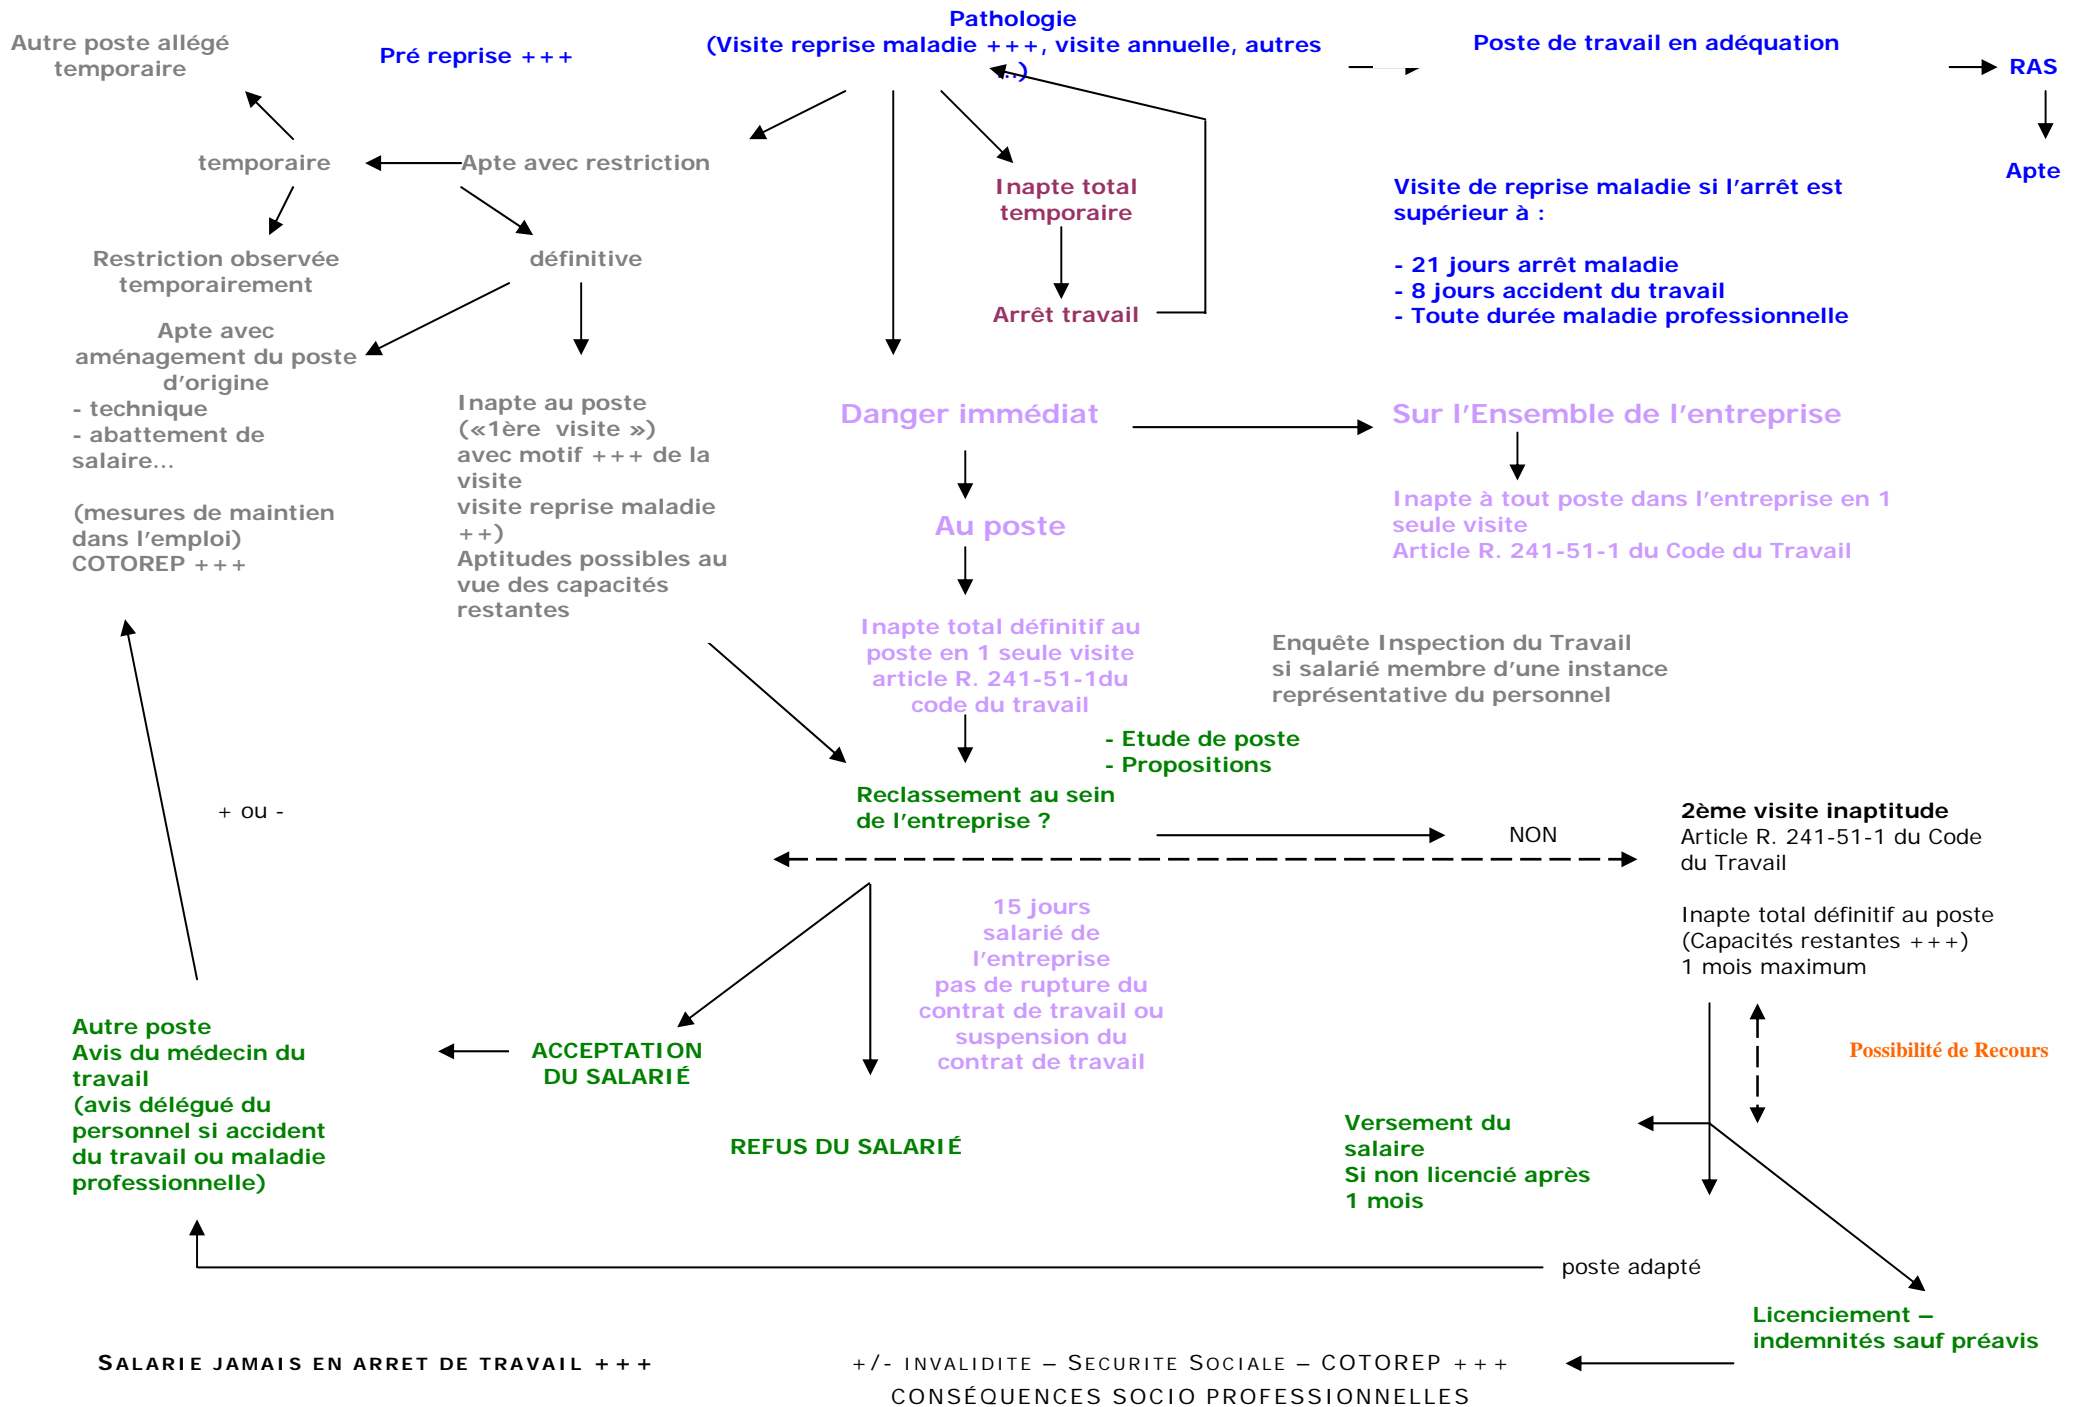 Autre poste allégé
temporaire
Pré reprise +++
Pathologie
(Visite reprise maladie +++, visite annuelle, autres
…)
Poste de travail en adéquation
RAS
Apte
temporaire
Apte avec restriction
Inapte total
temporaire
Visite de reprise maladie si l'arrêt est
supérieur à :
- 21 jours arrêt maladie
- 8 jours accident du travail
- Toute durée maladie professionnelle
Restriction observée
temporairement
définitive
Arrêt travail
Apte avec
aménagement du poste
d'origine
- technique
- abattement de
salaire…
(mesures de maintien
dans l'emploi)
COTOREP +++
Inapte au poste
(«1ère  visite »)
avec motif +++ de la
visite
visite reprise maladie
++)
Aptitudes possibles au
vue des capacités
restantes
Danger immédiat
Sur l'Ensemble de l'entreprise
Au poste
Inapte à tout poste dans l'entreprise en 1
seule visite
Article R. 241-51-1 du Code du Travail
Inapte total définitif au
poste en 1 seule visite
article R. 241-51-1du
code du travail
Enquête Inspection du Travail
si salarié membre d'une instance
représentative du personnel
- Etude de poste
- Propositions
Reclassement au sein
de l'entreprise ?
+ ou -
NON
2ème visite inaptitude
Article R. 241-51-1 du Code
du Travail
Inapte total définitif au poste
(Capacités restantes +++)
1 mois maximum
15 jours
salarié de
l'entreprise
pas de rupture du
contrat de travail ou
suspension du
contrat de travail
Autre poste
Avis du médecin du
travail
(avis délégué du
personnel si accident
du travail ou maladie
professionnelle)
ACCEPTATION
DU SALARIÉ
REFUS DU SALARIÉ
Possibilité de Recours
Versement du
salaire
Si non licencié après
1 mois
poste adapté
Licenciement –
indemnités sauf préavis
SALARIE JAMAIS EN ARRET DE TRAVAIL +++
+/- INVALIDITE – SECURITE SOCIALE – COTOREP +++
CONSÉQUENCES SOCIO PROFESSIONNELLES